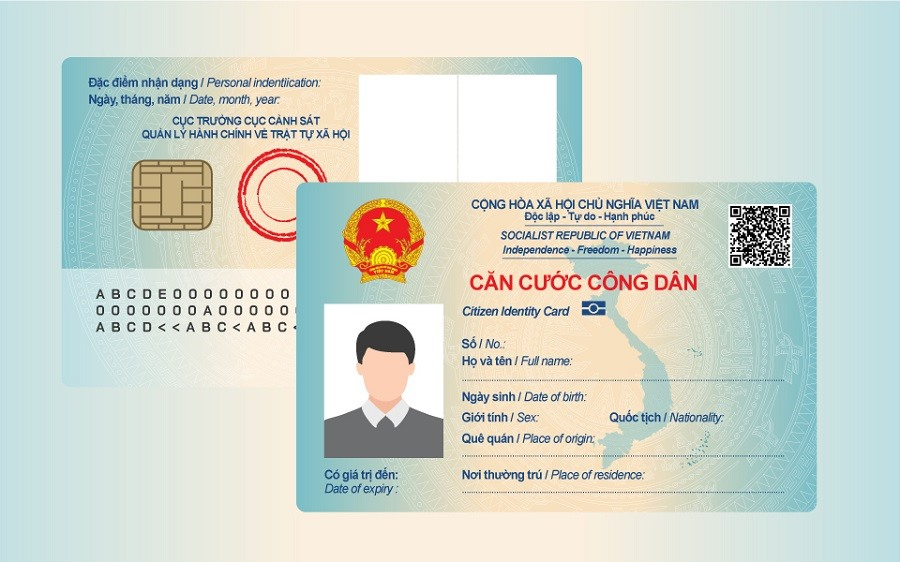 Đặc điểm nhận dạng / Personal indentiication:
Ngày, tháng, năm / Date, month, year:
CỤC TRƯỞNG CỤC CẢNH SÁT
QUẢN LÝ HÀNH CHÍNH VỀ TRẬT TỰ XÃ HỘI
A B C D E 0 0 0 0 0 0 0 0
0 0 0 0 0 0 0 A 0 0 0 0
A B C D < < A B C < A B C <
CỘNG HÒA XÃ HỘI CHỦ NGHĨA VIỆT NAM
Độc lập - Tự do - Hạnh phúc
SOCIALIST REPUBLIC OF VIETNAM
Independence - Freedom - Happiness
CĂN CƯỚC CÔNG DÂN
Citizen Identity Card
Số / No.:
Họ và tên / Full name:
Ngày sinh / Date of birth:
Giới tính / Sex: Quốc tịch / Nationality:
Quê quán / Place of origin:
Nơi thường trú / Place of residence:
Có giá trị đến:
Date of expiry :